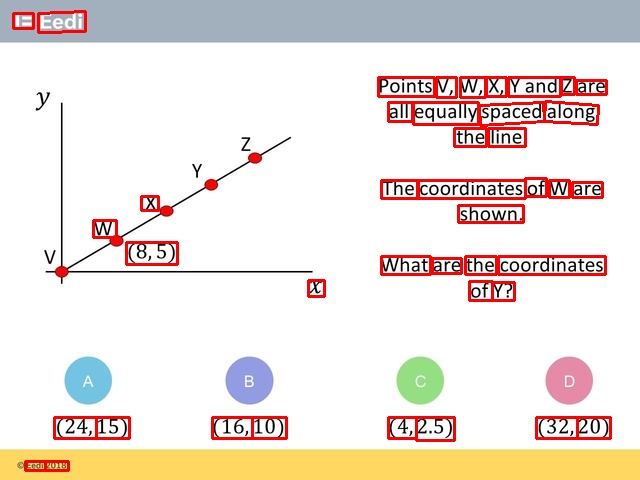 Eedi
y
Points V, W, X, Y and Z are
all equally spaced along
the line
Z
Y
X
W
(8, 5)
V
x
The coordinates of W are
shown.
What are the coordinates
of Y?
A
B
C
D
(24, 15)
(16, 10)
(4, 2.5)
(32, 20)
© Eedi 2018